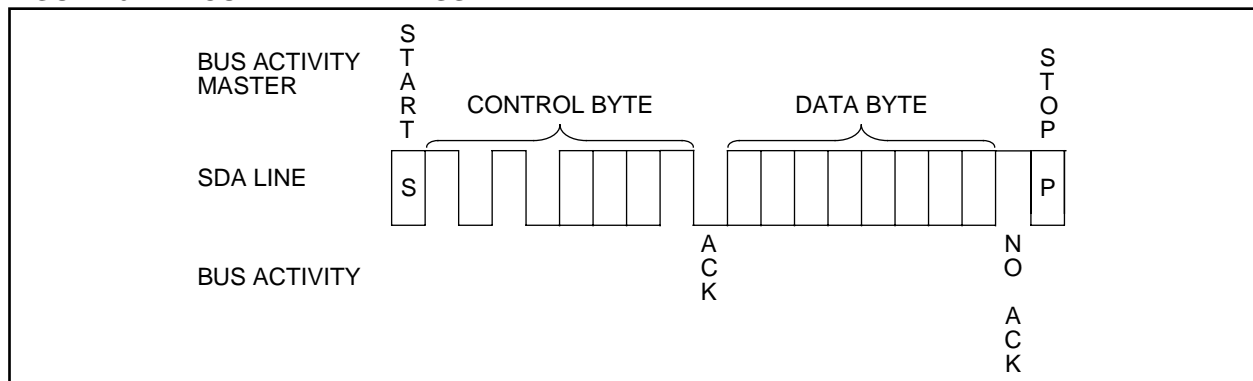 BUS ACTIVITY
MASTER
START
CONTROL BYTE
DATA BYTE
STOP
SDA LINE
S
P
BUS ACTIVITY
ACK
NO ACK